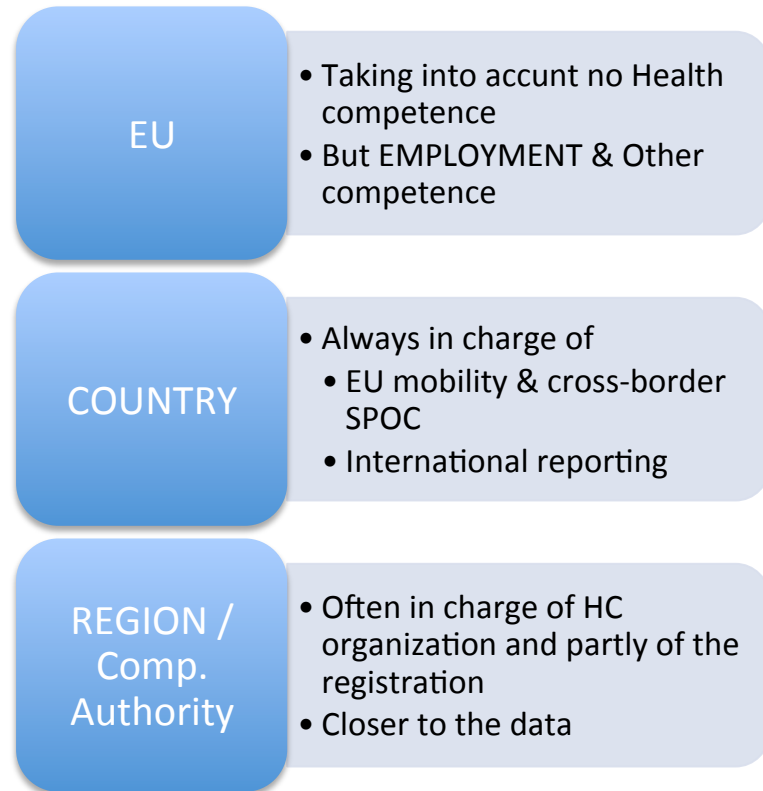 EU
• Taking into accunt no Health
competence
• But EMPLOYMENT & Other
competence
COUNTRY
• Always in charge of
• EU mobility & cross-border
SPOC
• International reporting
REGION /
Comp.
Authority
• Often in charge of HC
organization and partly of the
registration
• Closer to the data